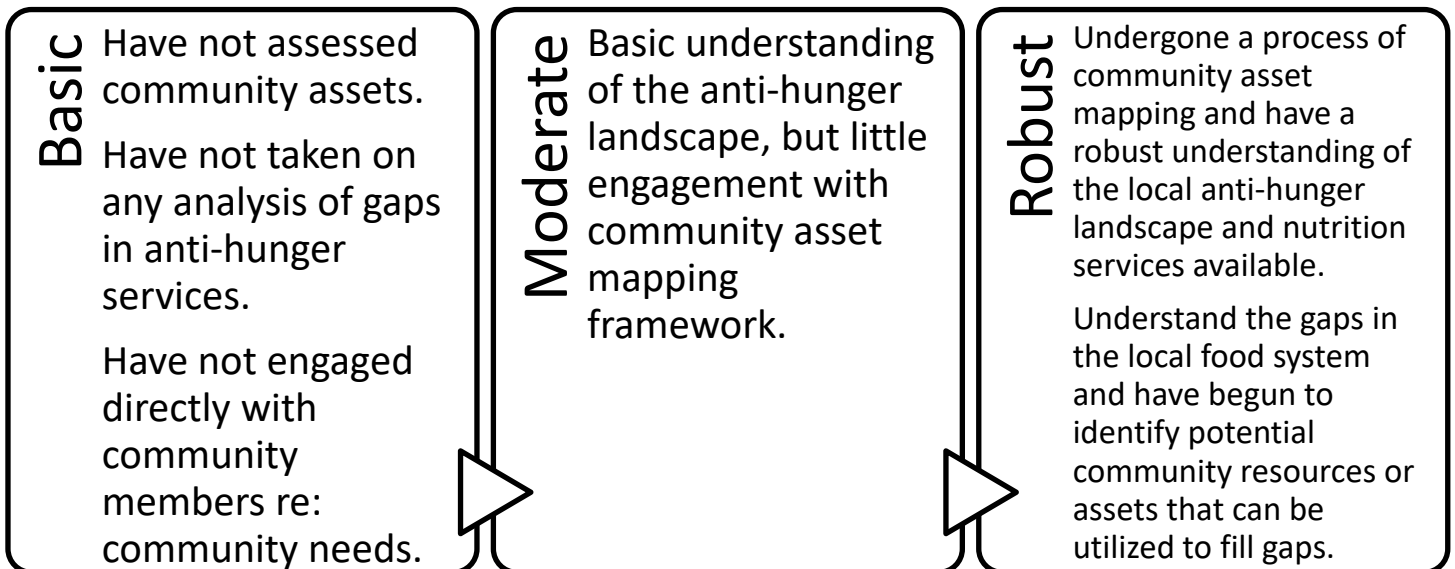 Basic
Have not assessed
community assets.
Have not taken on
any analysis of gaps
in anti-hunger
services.
Have not engaged
directly with
community
members re:
community needs.
Moderate
Basic understanding
of the anti-hunger
landscape, but little
engagement with
community asset
mapping
framework.
Robust
Undergone a process of
community asset
mapping and have a
robust understanding of
the local anti-hunger
landscape and nutrition
services available.
Understand the gaps in
the local food system
and have begun to
identify potential
community resources or
assets that can be
utilized to fill gaps.